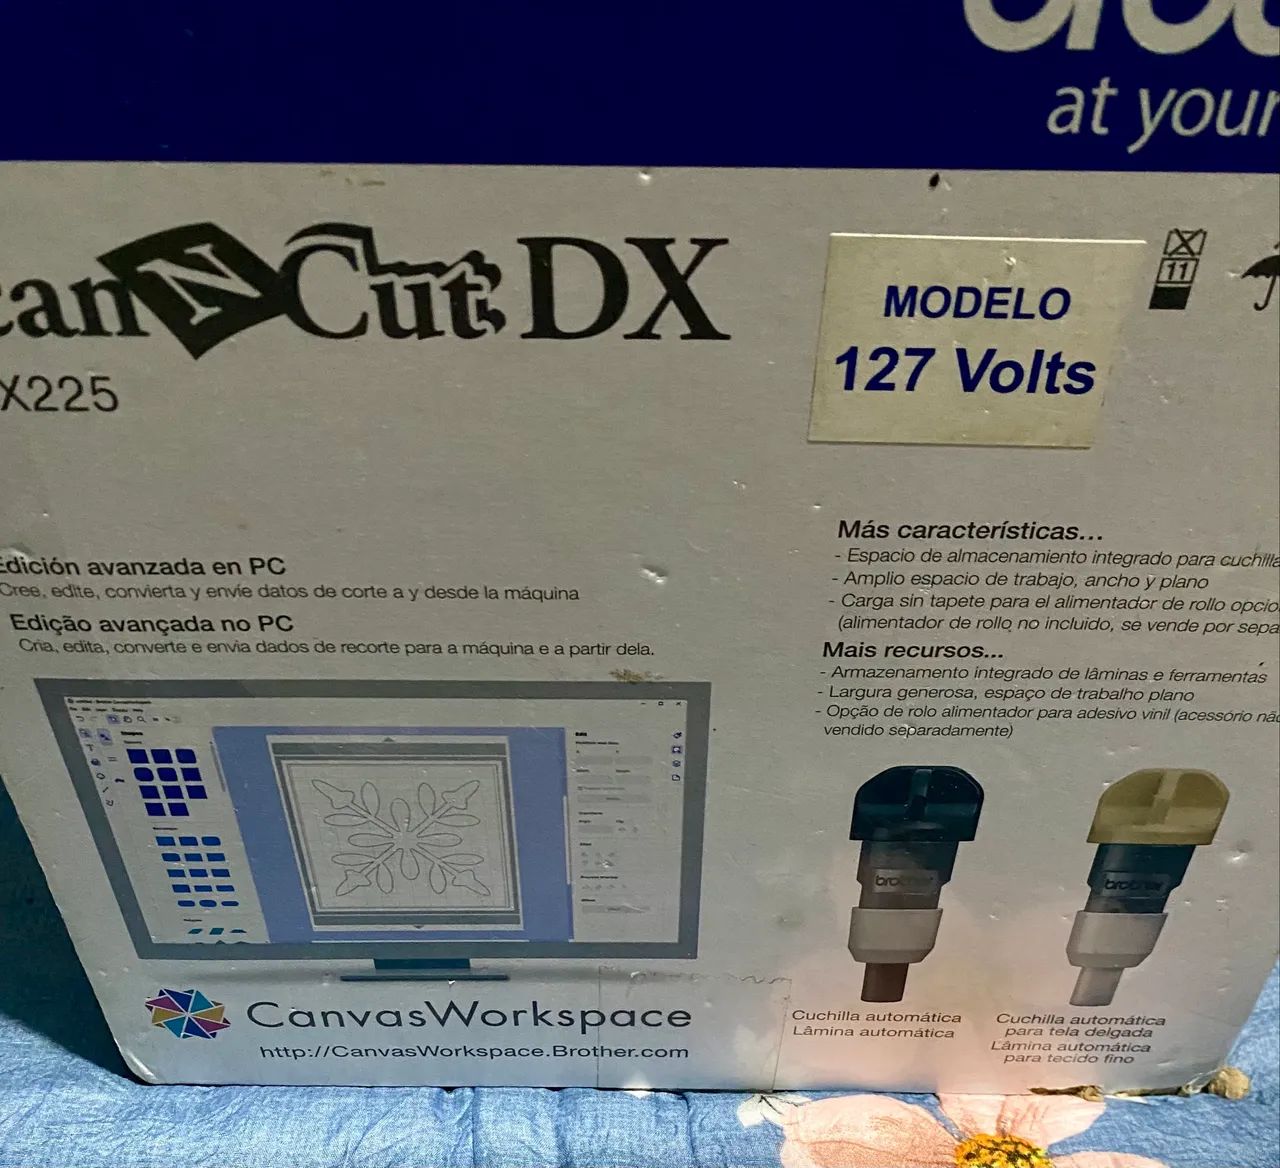 at your
ScanNCut DX
X225
MODELO
127 Volts
11
Edición avanzada en PC
Cree, edite, convierta y envíe datos de corte a y desde la máquina
Edição avançada no PC
Cria, edita, converte e envia dados de recorte para a máquina e a partir dela.
Más características...
- Espacio de almacenamiento integrado para cuchilla
- Amplio espacio de trabajo, ancho y plano
- Carga sin tapete para el alimentador de rollo opcio
(alimentador de rollo no incluido, se vende por sepa
Mais recursos...
- Armazenamento integrado de lâminas e ferramentas
- Largura generosa, espaço de trabalho plano
- Opção de rolo alimentador para adesivo vinil (acessório não
vendido separadamente)
brother
brother
CanvasWorkspace
http://CanvasWorkspace.Brother.com
Cuchilla automática
Lâmina automática
Cuchilla automática
para tela delgada
Lâmina automática
para tecido fino